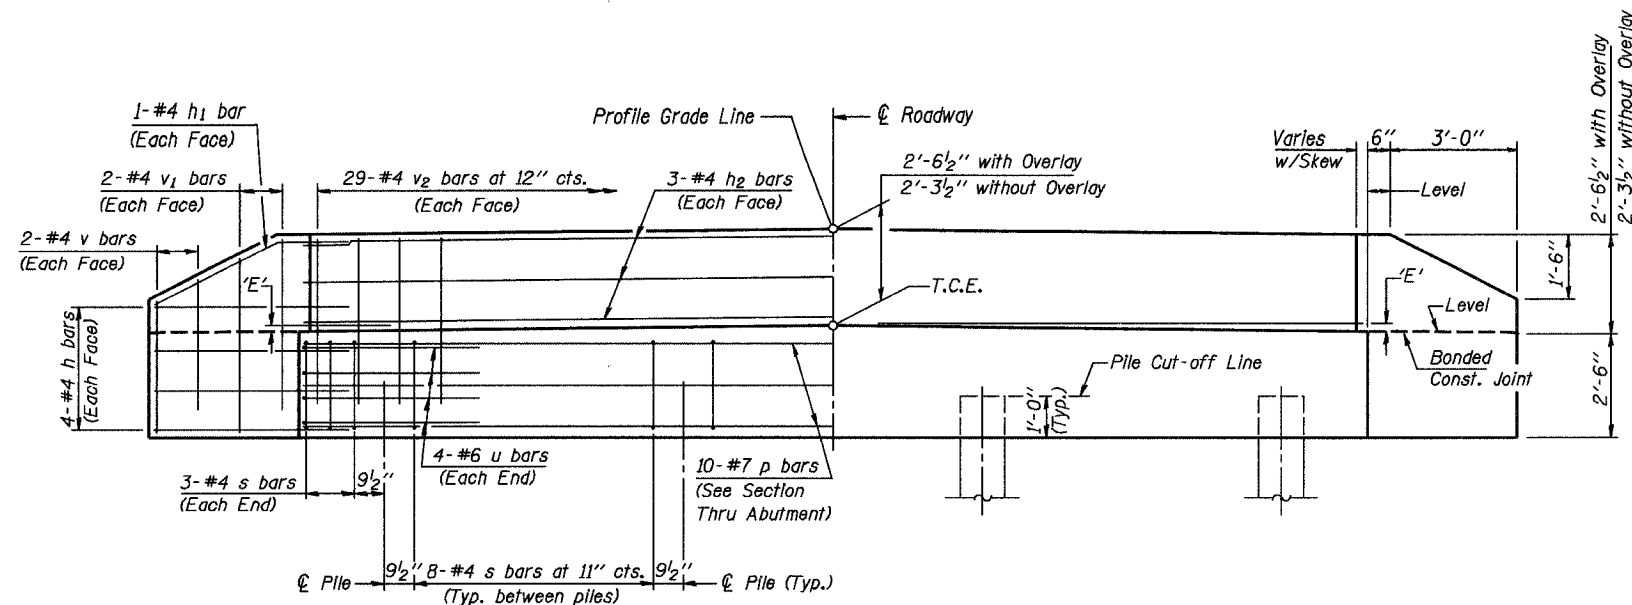 1-#4 h1 bar
(Each Face)
2-#4 v1 bars
(Each Face)
29-#4 v2 bars at 12" cts.
(Each Face)
2-#4 v bars
(Each Face)
'E'
4-#4 h bars
(Each Face)
Profile Grade Line
℄ Roadway
2'-6½" with Overlay
2'-3½" without Overlay
3-#4 h2 bars
(Each Face)
T.C.E.
Varies
w/Skew
6"
3'-0"
Level
2'-6½" with Overlay
2'-3½" without Overlay
1'-6"
'E'
Level
Bonded
Const. Joint
2'-6"
Pile Cut-off Line
1'-0"
(Typ.)
4-#6 u bars
(Each End)
10-#7 p bars
(See Section
Thru Abutment)
3-#4 s bars
(Each End)
9½"
℄ Pile
9½"
8-#4 s bars at 11" cts.
(Typ. between piles)
9½"
℄ Pile (Typ.)